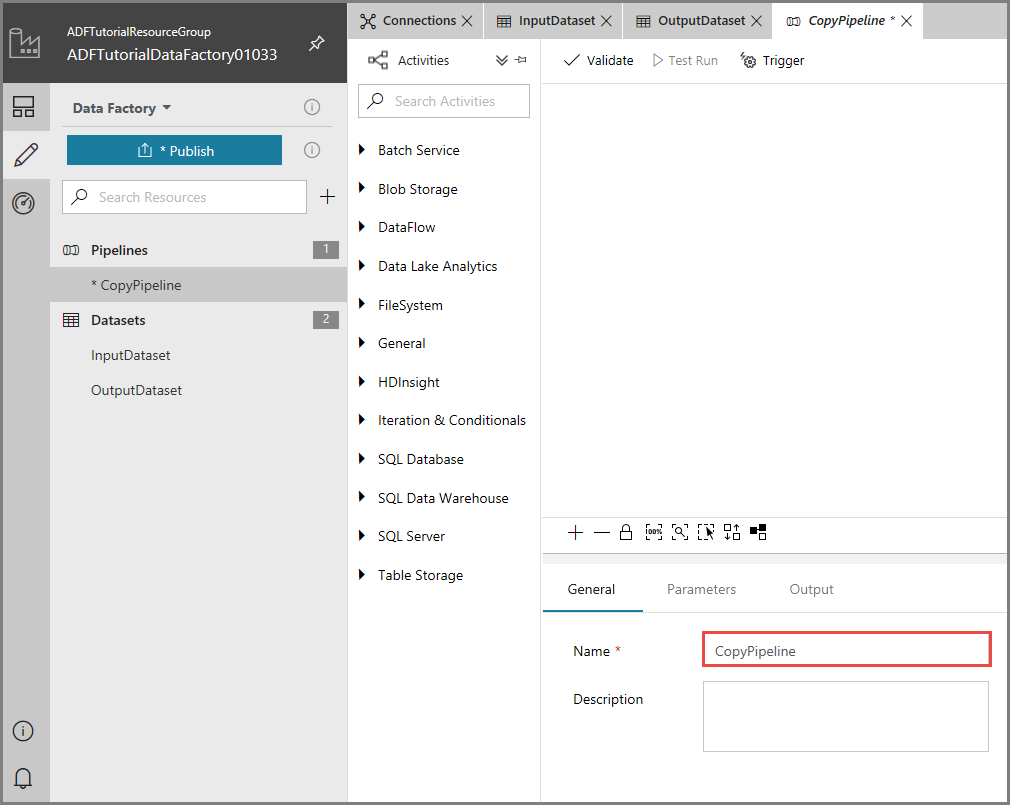 ADFTutorialResourceGroup
ADFTutorialDataFactory01033
Data Factory
* Publish
Search Resources
Pipelines 1
* CopyPipeline
Datasets 2
InputDataset
OutputDataset
Connections
InputDataset
OutputDataset
CopyPipeline *
Activities
Search Activities
Batch Service
Blob Storage
DataFlow
Data Lake Analytics
FileSystem
General
HDInsight
Iteration & Conditionals
SQL Database
SQL Data Warehouse
SQL Server
Table Storage
Validate Test Run Trigger
100%
General Parameters Output
Name * CopyPipeline
Description